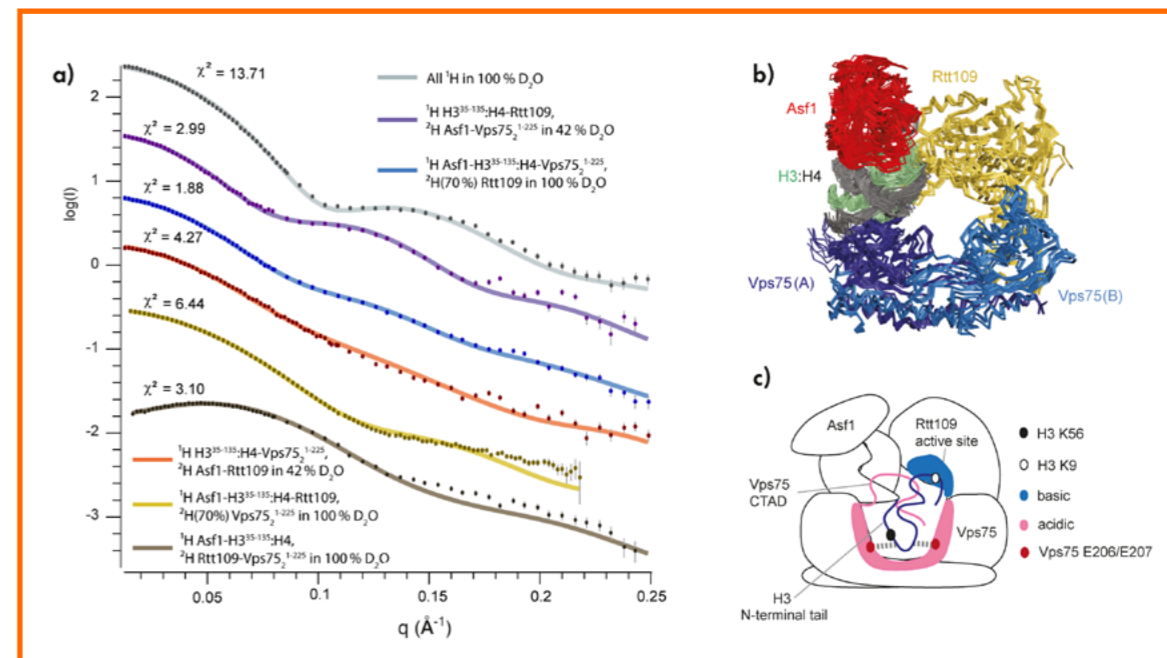 a)
χ² = 13.71
χ² = 2.99
χ² = 1.88
χ² = 4.27
χ² = 6.44
χ² = 3.10
All ¹H in 100 % D₂O
¹H H3³⁵⁻¹³⁵:H4-Rtt109,
²H Asf1-Vps75₂¹⁻²²⁵ in 42 % D₂O
¹H Asf1-H3³⁵⁻¹³⁵:H4-Vps75₂¹⁻²²⁵,
²H(70%) Rtt109 in 100 % D₂O
¹H H3³⁵⁻¹³⁵:H4-Vps75₂¹⁻²²⁵,
²H Asf1-Rtt109 in 42 % D₂O
¹H Asf1-H3³⁵⁻¹³⁵:H4-Rtt109,
²H(70%) Vps75₂¹⁻²²⁵ in 100 % D₂O
¹H Asf1-H3³⁵⁻¹³⁵:H4,
²H Rtt109-Vps75₂¹⁻²²⁵ in 100 % D₂O
log(I)
2
1
0
-1
-2
-3
0.05
0.1
0.15
0.2
0.25
q (Å⁻¹)
b)
Rtt109
Asf1
H3:H4
Vps75(A)
Vps75(B)
c)
Asf1
Rtt109
active site
Vps75
CTAD
Vps75
H3
N-terminal tail
H3 K56
H3 K9
basic
acidic
Vps75 E206/E207